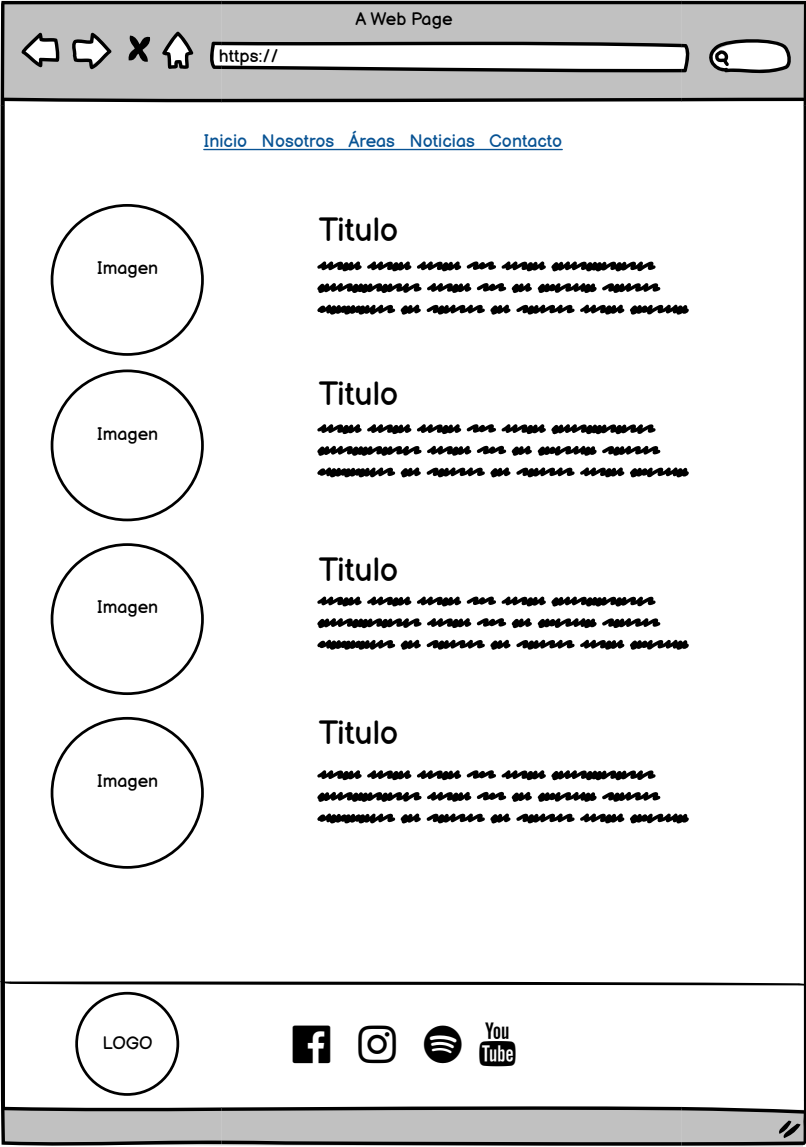 A Web Page
https://
Inicio Nosotros Áreas Noticias Contacto
Imagen
Titulo
Imagen
Titulo
Imagen
Titulo
Imagen
Titulo
LOGO
You
Tube